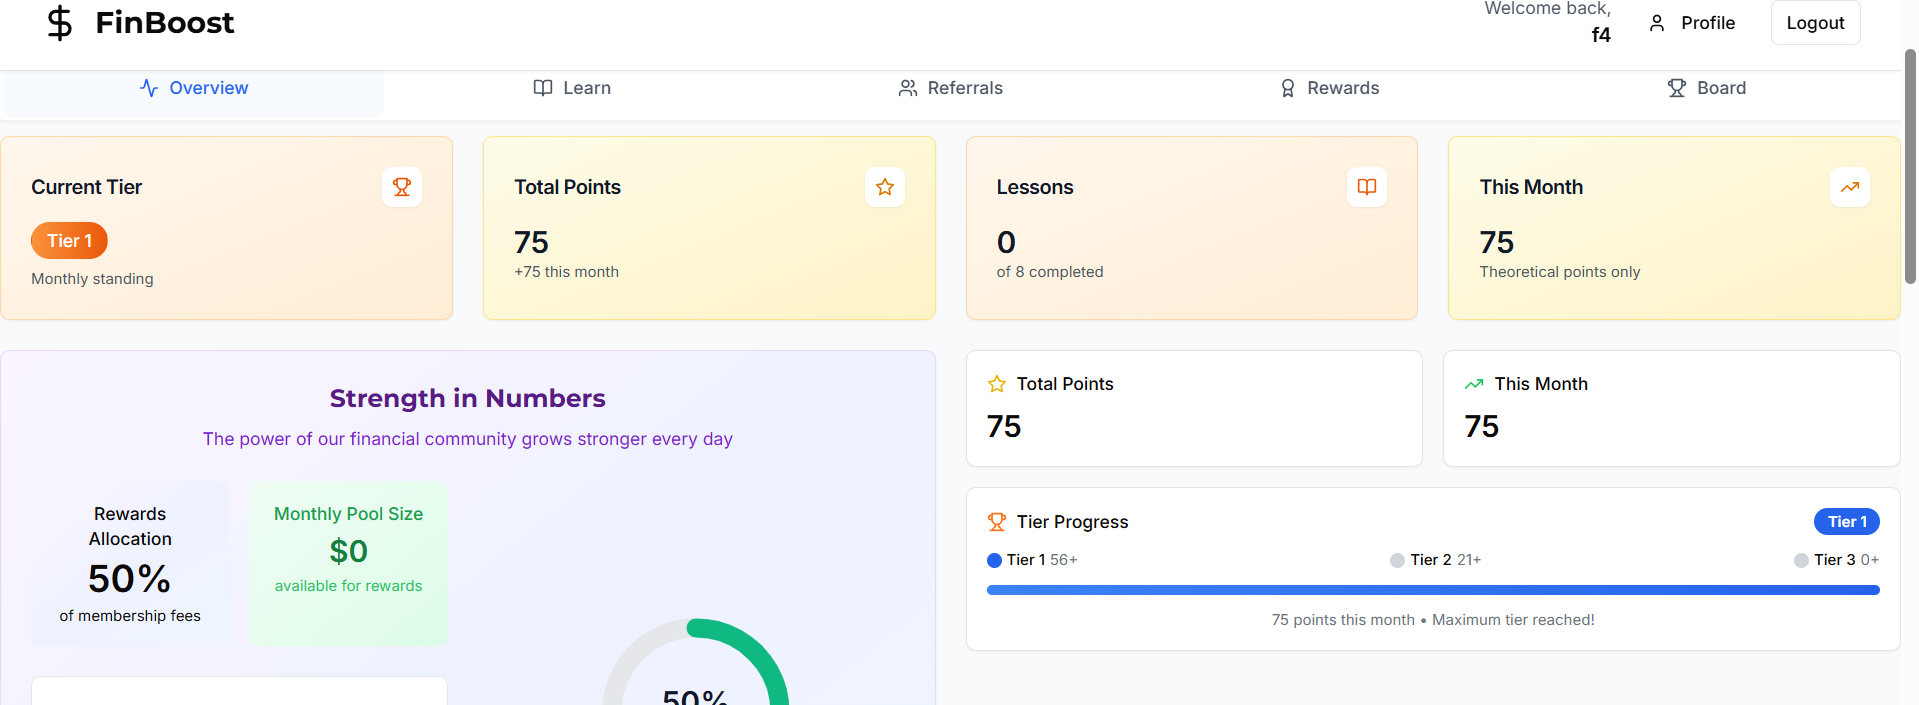 FinBoost
Welcome back,
f4
Profile
Logout
Overview
Learn
Referrals
Rewards
Board
Current Tier
Tier 1
Monthly standing
Total Points
75
+75 this month
Lessons
0
of 8 completed
This Month
75
Theoretical points only
Strength in Numbers
The power of our financial community grows stronger every day
Rewards
Allocation
50%
of membership fees
Monthly Pool Size
$0
available for rewards
50%
Total Points
75
This Month
75
Tier Progress
Tier 1
Tier 1 56+
Tier 2 21+
Tier 3 0+
75 points this month • Maximum tier reached!